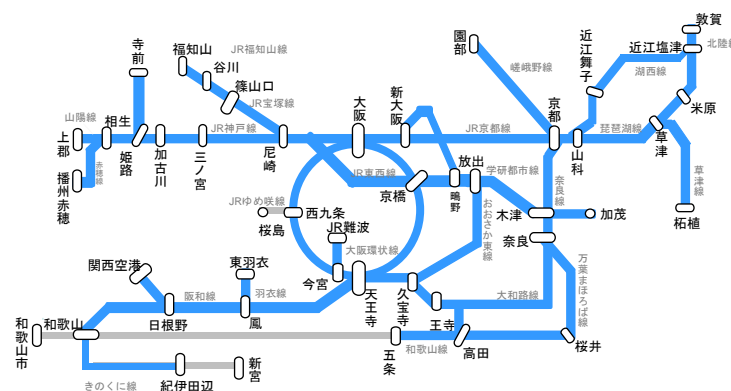 敦賀
北陸線
近江塩津
湖西線
園部
近江舞子
嵯峨野線
米原
寺前
福知山
JR福知山線
谷川
篠山口
JR宝塚線
山陽線
相生
上郡
姫路
加古川
JR神戸線
三ノ宮
尼崎
大阪
新大阪
JR京都線
京都
山科
琵琶湖線
草津
草津線
柘植
播州赤穂
赤穂線
JR東西線
京橋
鴫野
放出
学研都市線
奈良線
木津
加茂
JRゆめ咲線
桜島
西九条
JR難波
大阪環状線
おおさか東線
奈良
万葉まほろば線
関西空港
東羽衣
今宮
天王寺
久宝寺
大和路線
王寺
阪和線
羽衣線
日根野
鳳
和歌山市
和歌山
五条
和歌山線
高田
桜井
きのくに線
紀伊田辺
新宮